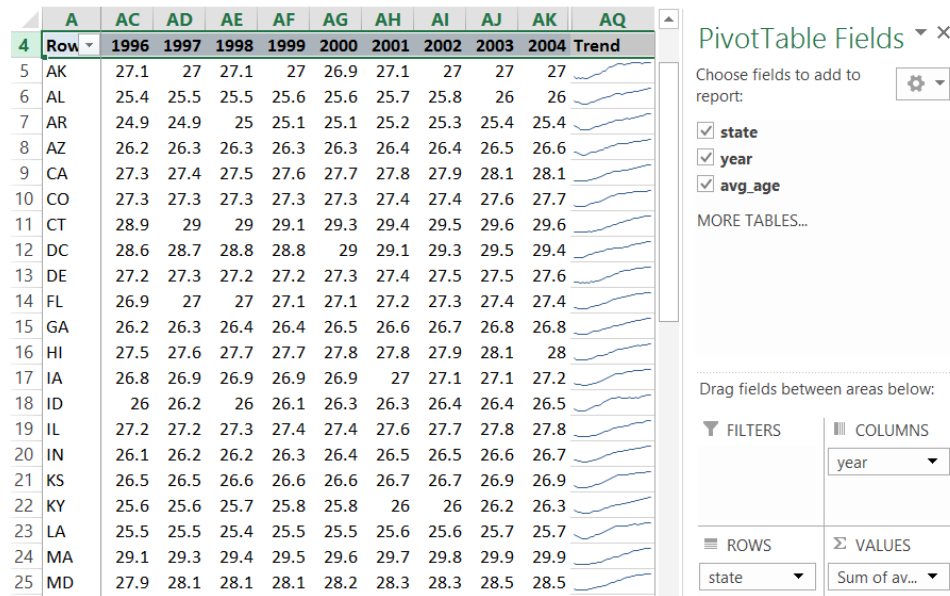 A AC AD AE AF AG AH AI AJ AK AQ
4 Row 1996 1997 1998 1999 2000 2001 2002 2003 2004 Trend
5 AK 27.1 27 27.1 27 26.9 27.1 27 27 27
6 AL 25.4 25.5 25.5 25.6 25.6 25.7 25.8 26 26
7 AR 24.9 24.9 25 25.1 25.1 25.2 25.3 25.4 25.4
8 AZ 26.2 26.3 26.3 26.3 26.3 26.4 26.4 26.5 26.6
9 CA 27.3 27.4 27.5 27.6 27.7 27.8 27.9 28.1 28.1
10 CO 27.3 27.3 27.3 27.3 27.3 27.4 27.4 27.6 27.7
11 CT 28.9 29 29 29.1 29.3 29.4 29.5 29.6 29.6
12 DC 28.6 28.7 28.8 28.8 29 29.1 29.3 29.5 29.4
13 DE 27.2 27.3 27.2 27.2 27.3 27.4 27.5 27.5 27.6
14 FL 26.9 27 27 27.1 27.1 27.2 27.3 27.4 27.4
15 GA 26.2 26.3 26.4 26.4 26.5 26.6 26.7 26.8 26.8
16 HI 27.5 27.6 27.7 27.7 27.8 27.8 27.9 28.1 28
17 IA 26.8 26.9 26.9 26.9 26.9 27 27.1 27.1 27.2
18 ID 26 26.2 26 26.1 26.3 26.3 26.4 26.4 26.5
19 IL 27.2 27.2 27.3 27.4 27.4 27.6 27.7 27.8 27.8
20 IN 26.1 26.2 26.2 26.3 26.4 26.5 26.5 26.6 26.7
21 KS 26.5 26.5 26.6 26.6 26.6 26.7 26.7 26.9 26.9
22 KY 25.6 25.6 25.7 25.8 25.8 26 26 26.2 26.3
23 LA 25.5 25.5 25.4 25.5 25.5 25.6 25.6 25.7 25.7
24 MA 29.1 29.3 29.4 29.5 29.6 29.7 29.8 29.9 29.9
25 MD 27.9 28.1 28.1 28.1 28.2 28.3 28.3 28.5 28.5
PivotTable Fields
Choose fields to add to
report:
state
year
avg_age
MORE TABLES...
Drag fields between areas below:
FILTERS
COLUMNS
year
ROWS
state
Σ VALUES
Sum of av...